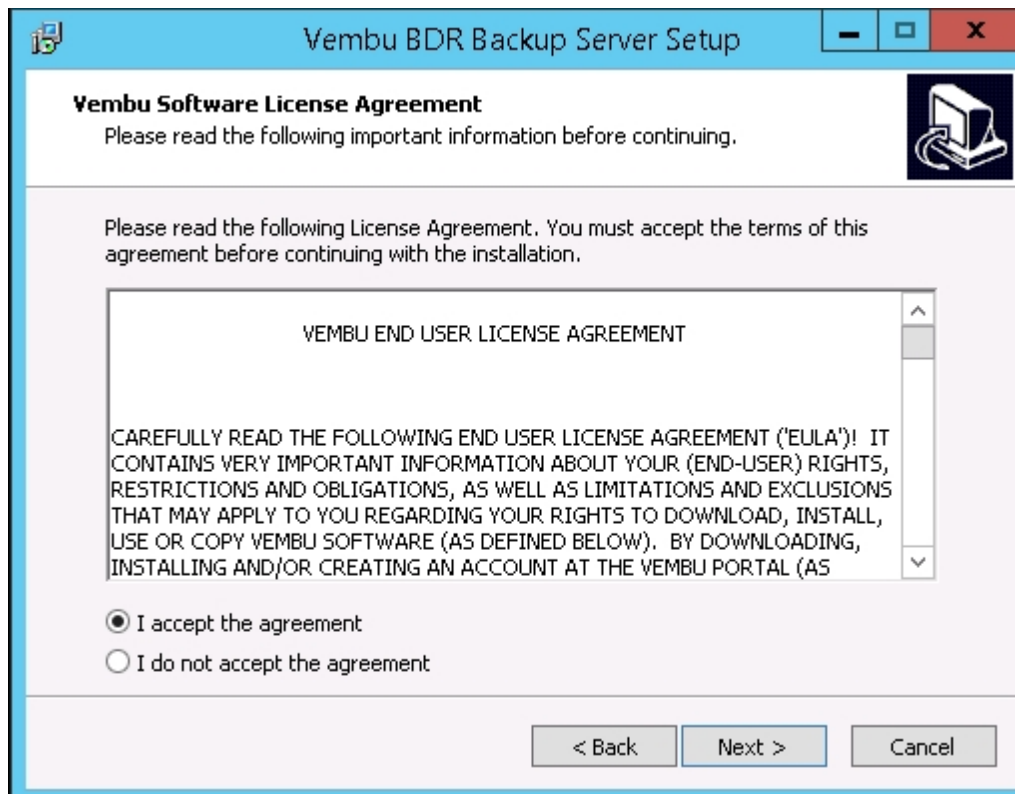 Vembu BDR Backup Server Setup
Vembu Software License Agreement
Please read the following important information before continuing.
Please read the following License Agreement. You must accept the terms of this
agreement before continuing with the installation.
VEMBU END USER LICENSE AGREEMENT
CAREFULLY READ THE FOLLOWING END USER LICENSE AGREEMENT ('EULA')!  IT
CONTAINS VERY IMPORTANT INFORMATION ABOUT YOUR (END-USER) RIGHTS,
RESTRICTIONS AND OBLIGATIONS, AS WELL AS LIMITATIONS AND EXCLUSIONS
THAT MAY APPLY TO YOU REGARDING YOUR RIGHTS TO DOWNLOAD, INSTALL,
USE OR COPY VEMBU SOFTWARE (AS DEFINED BELOW).  BY DOWNLOADING,
INSTALLING AND/OR CREATING AN ACCOUNT AT THE VEMBU PORTAL (AS
I accept the agreement
I do not accept the agreement
< Back Next > Cancel